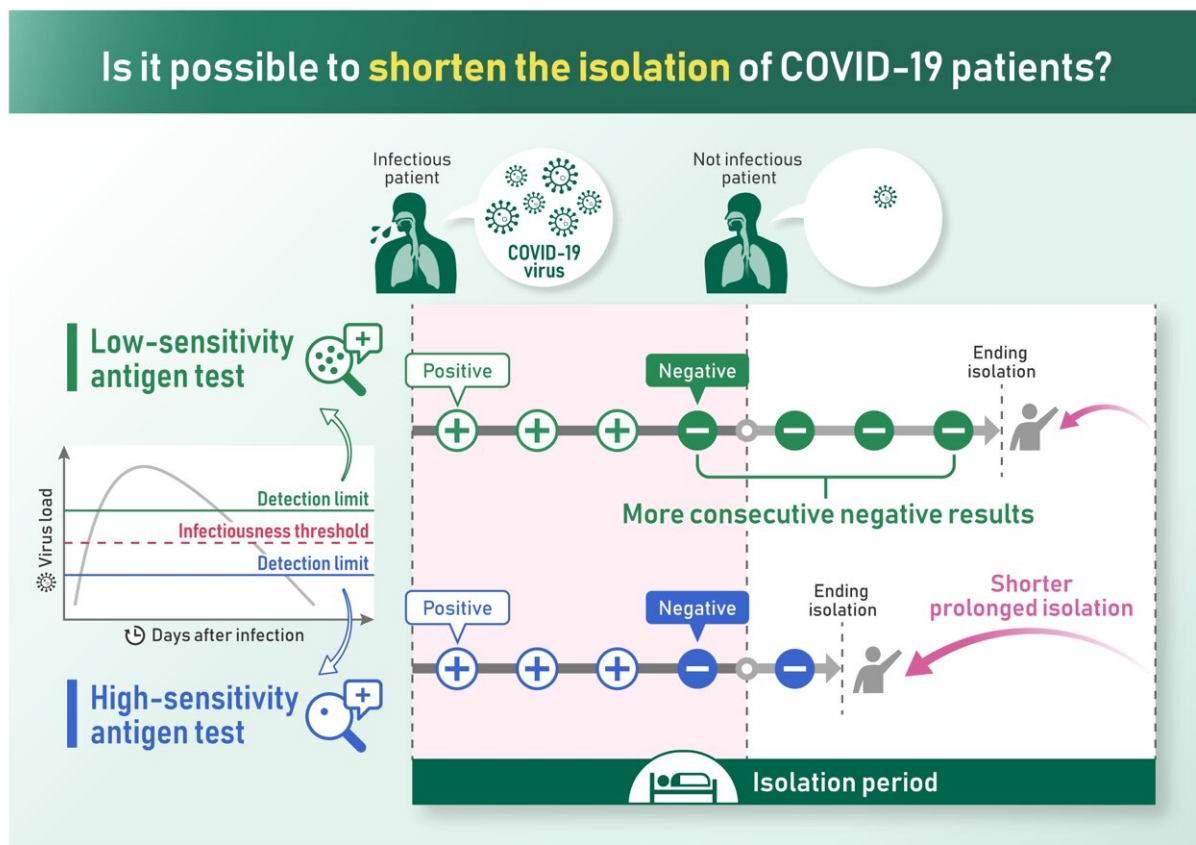 Is it possible to shorten the isolation of COVID-19 patients?
Infectious
patient
COVID-19
virus
Not infectious
patient
Low-sensitivity
antigen test
Positive
Negative
Ending
isolation
More consecutive negative results
Virus load
Detection limit
Infectiousness threshold
Detection limit
Days after infection
High-sensitivity
antigen test
Positive
Negative
Ending
isolation
Shorter
prolonged isolation
Isolation period